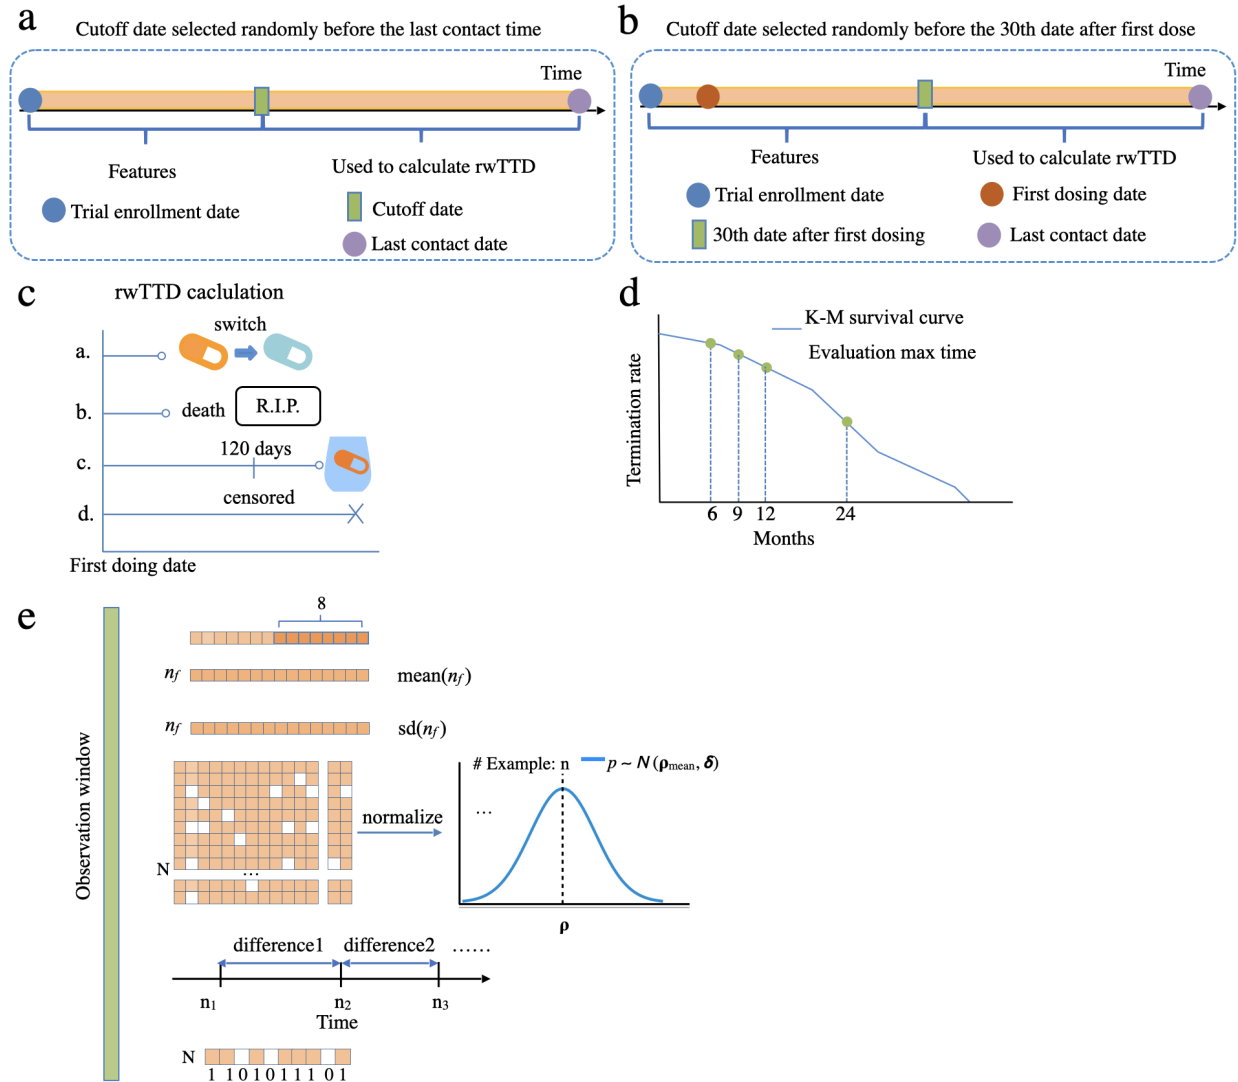 a
Cutoff date selected randomly before the last contact time
Time
Features
Used to calculate rwTTD
Trial enrollment date
Cutoff date
Last contact date
b
Cutoff date selected randomly before the 30th date after first dose
Time
Features
Used to calculate rwTTD
Trial enrollment date
First dosing date
30th date after first dosing
Last contact date
c
rwTTD caclulation
switch
a.
b.
death
R.I.P.
120 days
c.
censored
d.
First doing date
d
K-M survival curve
Evaluation max time
Termination rate
6 9 12 24
Months
e
Observation window
8
nf mean(nf)
nf sd(nf)
N
...
normalize
# Example: n
p ~ N (ρmean, δ)
...
ρ
difference1 difference2 ......
n1 n2 n3
Time
N
1 1 0 1 0 1 1 1 0 1